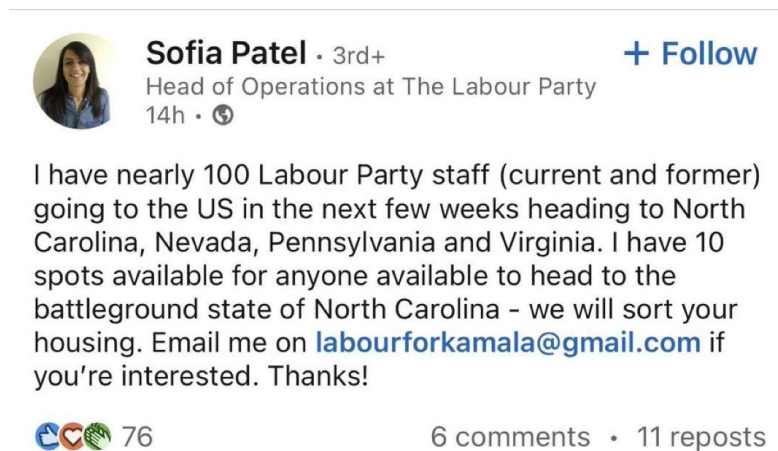 Sofia Patel · 3rd+
+ Follow
Head of Operations at The Labour Party
14h ·
I have nearly 100 Labour Party staff (current and former)
going to the US in the next few weeks heading to North
Carolina, Nevada, Pennsylvania and Virginia. I have 10
spots available for anyone available to head to the
battleground state of North Carolina - we will sort your
housing. Email me on labourforkamala@gmail.com if
you're interested. Thanks!
76
6 comments · 11 reposts